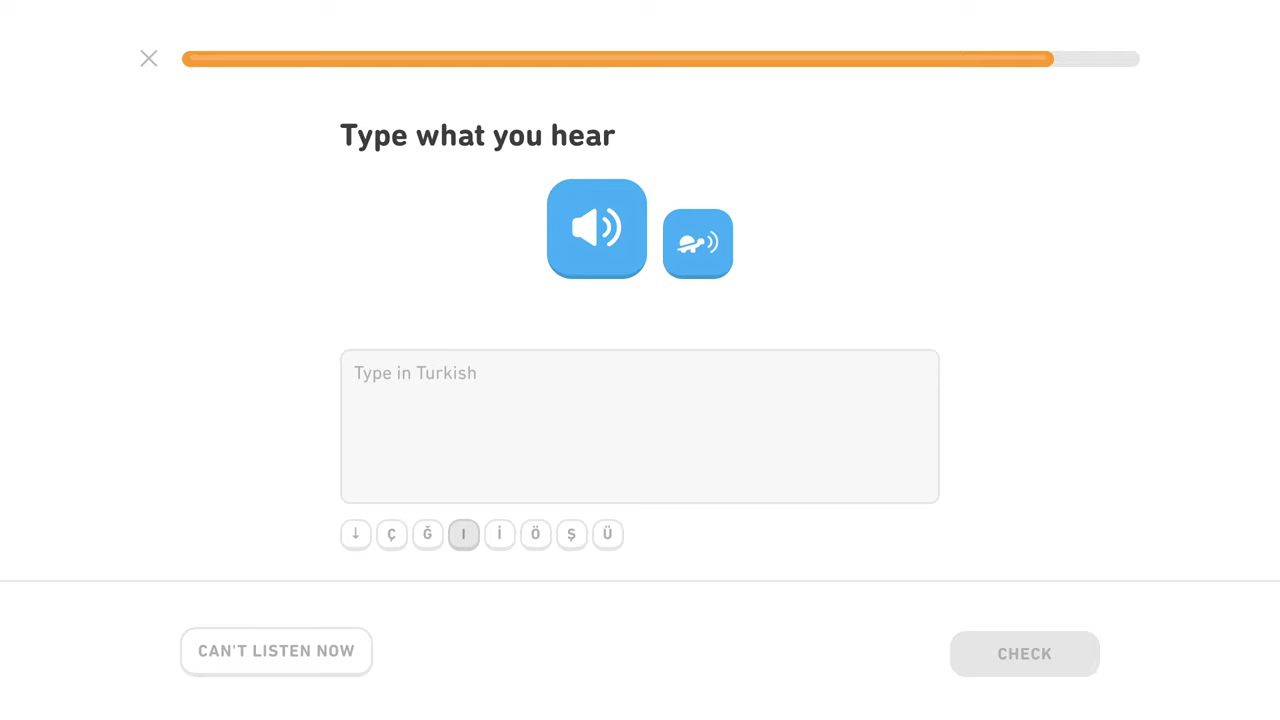 Type what you hear
Type in Turkish
↓ Ç Ğ I İ Ö Ş Ü
CAN'T LISTEN NOW
CHECK